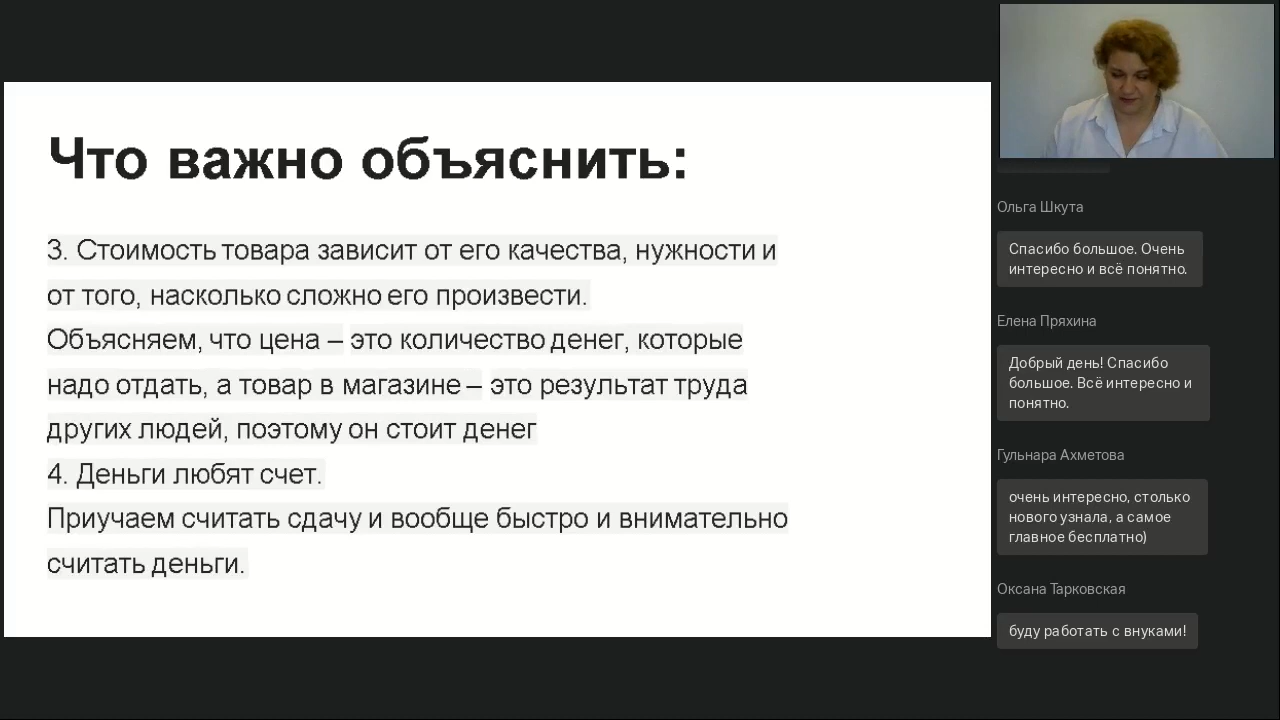 Что важно объяснить:
3. Стоимость товара зависит от его качества, нужности и
от того, насколько сложно его произвести.
Объясняем, что цена – это количество денег, которые
надо отдать, а товар в магазине – это результат труда
других людей, поэтому он стоит денег
4. Деньги любят счет.
Приучаем считать сдачу и вообще быстро и внимательно
считать деньги.
Ольга Шкута
Спасибо большое. Очень
интересно и всё понятно.
Елена Пряхина
Добрый день! Спасибо
большое. Всё интересно и
понятно.
Гульнара Ахметова
очень интересно, столько
нового узнала, а самое
главное бесплатно)
Оксана Тарковская
буду работать с внуками!